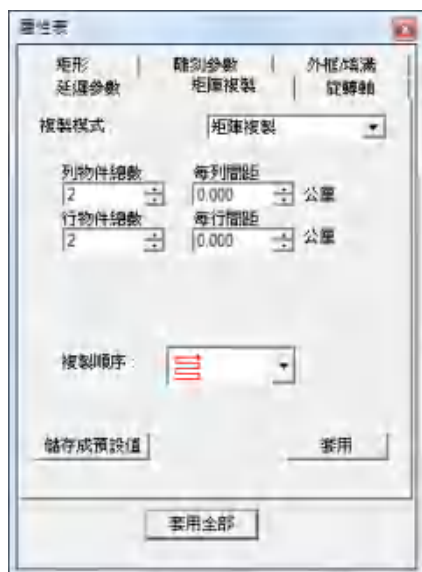 屬性表
矩形 | 雕刻參數 | 外框/填滿
延遲參數 | 矩陣複製 | 旋轉軸
複製模式 矩陣複製
列物件總數 每列間距
2 0.000 公厘
行物件總數 每行間距
2 0.000 公厘
複製順序
儲存成預設值 套用
套用全部